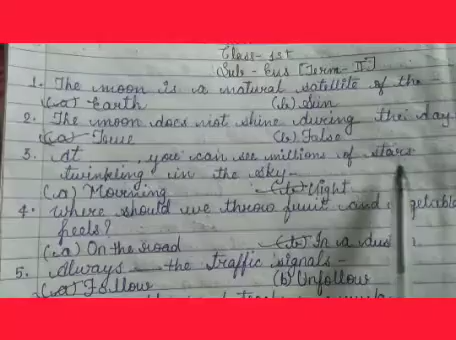 Class- 1st
Sub - Evs [Term- II]
1. The moon is a natural satellite of the -
(a) Earth (b) Sun
2. The moon does not shine during the day
(a) True (b) False
3. At ___, you can see millions of stars
twinkling in the sky-
(a) Mourning (b) Night
4. Where should we throw fruit and getable
peels?
(a) On the road (b) In a dus
5. Always ___ the traffic signals-
(a) Follow (b) Unfollow